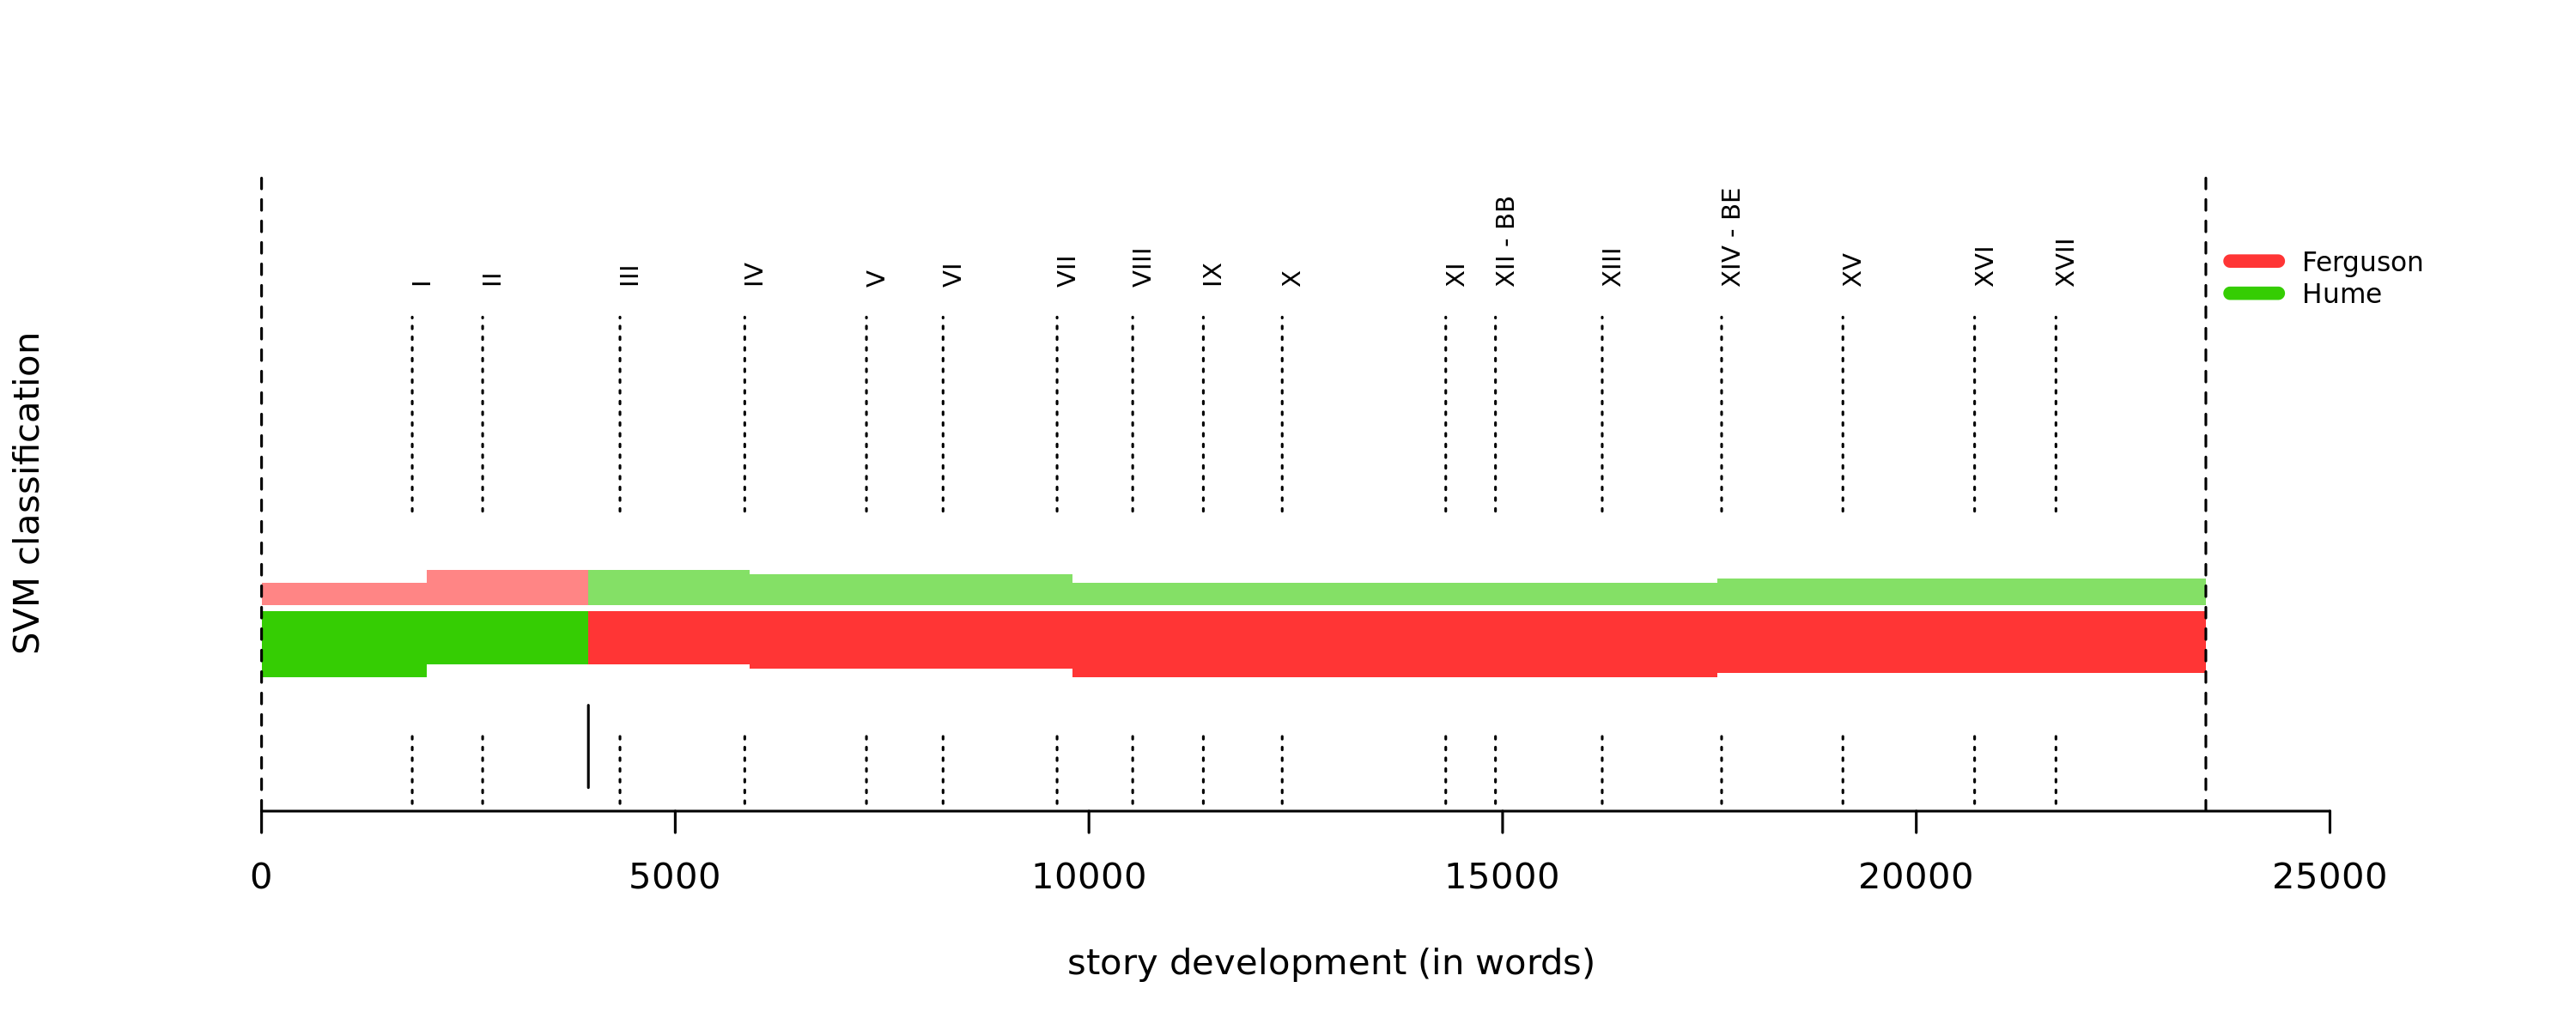 I
II
III
IV
V
VI
VII
VIII
IX
X
XI
XII - BB
XIII
XIV - BE
XV
XVI
XVII
Ferguson
Hume
SVM classification
0 5000 10000 15000 20000 25000
story development (in words)